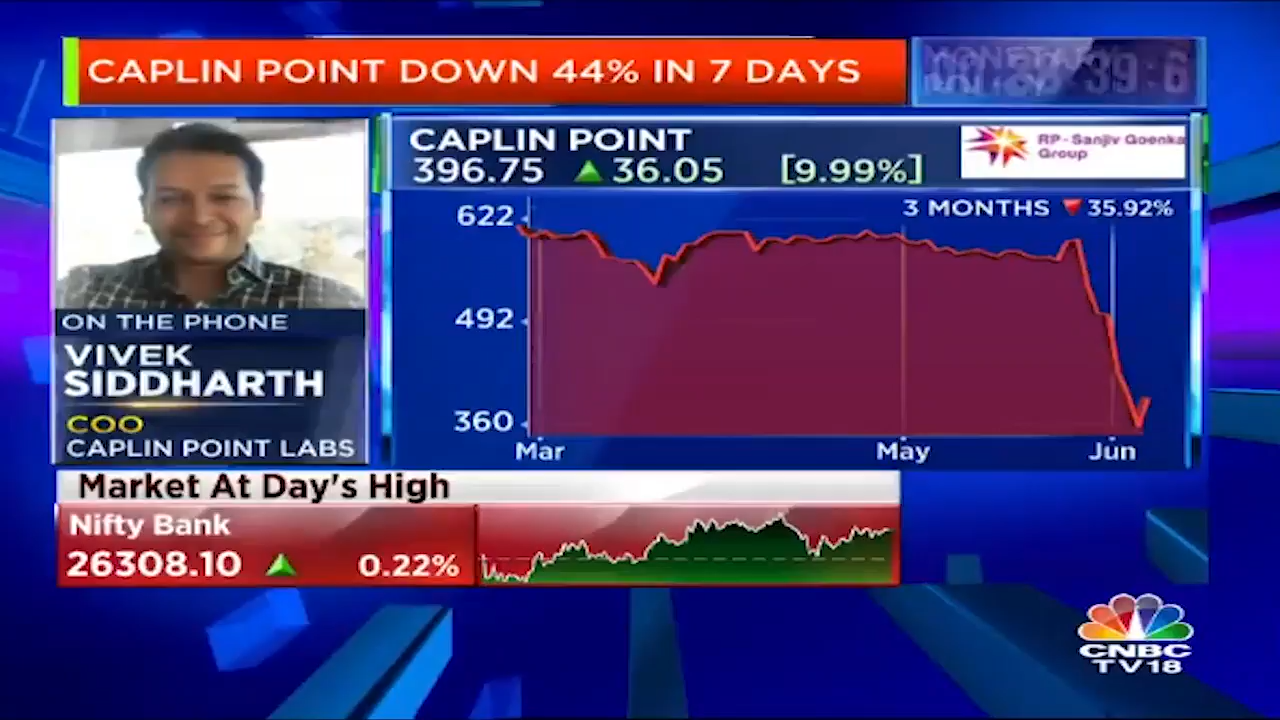 CAPLIN POINT DOWN 44% IN 7 DAYS
CAPLIN POINT
396.75 ▲ 36.05 [9.99%]
RP-Sanjiv Goenka
Group
3 MONTHS ▼ 35.92%
622
492
360
Mar May Jun
ON THE PHONE
VIVEK
SIDDHARTH
COO
CAPLIN POINT LABS
Market At Day's High
Nifty Bank
26308.10 ▲ 0.22%
CNBC
TV18